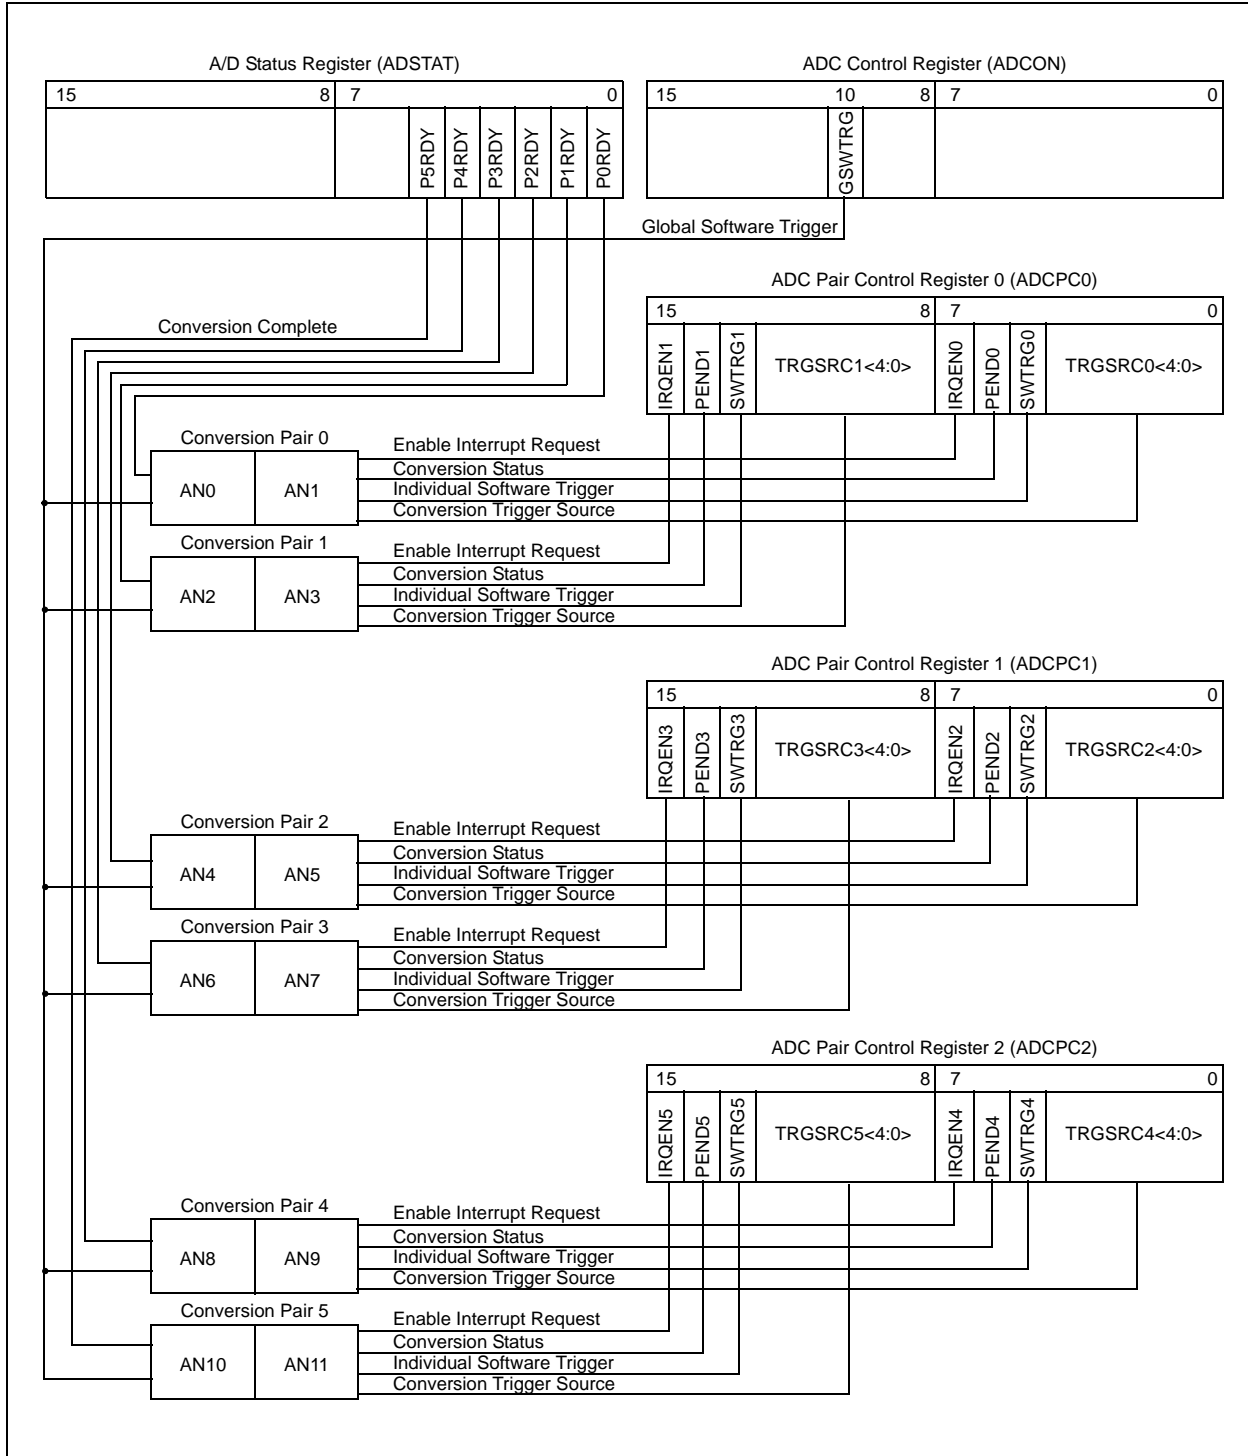 A/D Status Register (ADSTAT)
15 8 7 0
P5RDY
P4RDY
P3RDY
P2RDY
P1RDY
P0RDY
ADC Control Register (ADCON)
15 10 8 7 0
GSWTRG
Global Software Trigger
Conversion Complete
ADC Pair Control Register 0 (ADCPC0)
15 8 7 0
IRQEN1
PEND1
SWTRG1
TRGSRC1<4:0>
IRQEN0
PEND0
SWTRG0
TRGSRC0<4:0>
Conversion Pair 0
AN0 AN1
Enable Interrupt Request
Conversion Status
Individual Software Trigger
Conversion Trigger Source
Conversion Pair 1
AN2 AN3
Enable Interrupt Request
Conversion Status
Individual Software Trigger
Conversion Trigger Source
ADC Pair Control Register 1 (ADCPC1)
15 8 7 0
IRQEN3
PEND3
SWTRG3
TRGSRC3<4:0>
IRQEN2
PEND2
SWTRG2
TRGSRC2<4:0>
Conversion Pair 2
AN4 AN5
Enable Interrupt Request
Conversion Status
Individual Software Trigger
Conversion Trigger Source
Conversion Pair 3
AN6 AN7
Enable Interrupt Request
Conversion Status
Individual Software Trigger
Conversion Trigger Source
ADC Pair Control Register 2 (ADCPC2)
15 8 7 0
IRQEN5
PEND5
SWTRG5
TRGSRC5<4:0>
IRQEN4
PEND4
SWTRG4
TRGSRC4<4:0>
Conversion Pair 4
AN8 AN9
Enable Interrupt Request
Conversion Status
Individual Software Trigger
Conversion Trigger Source
Conversion Pair 5
AN10 AN11
Enable Interrupt Request
Conversion Status
Individual Software Trigger
Conversion Trigger Source